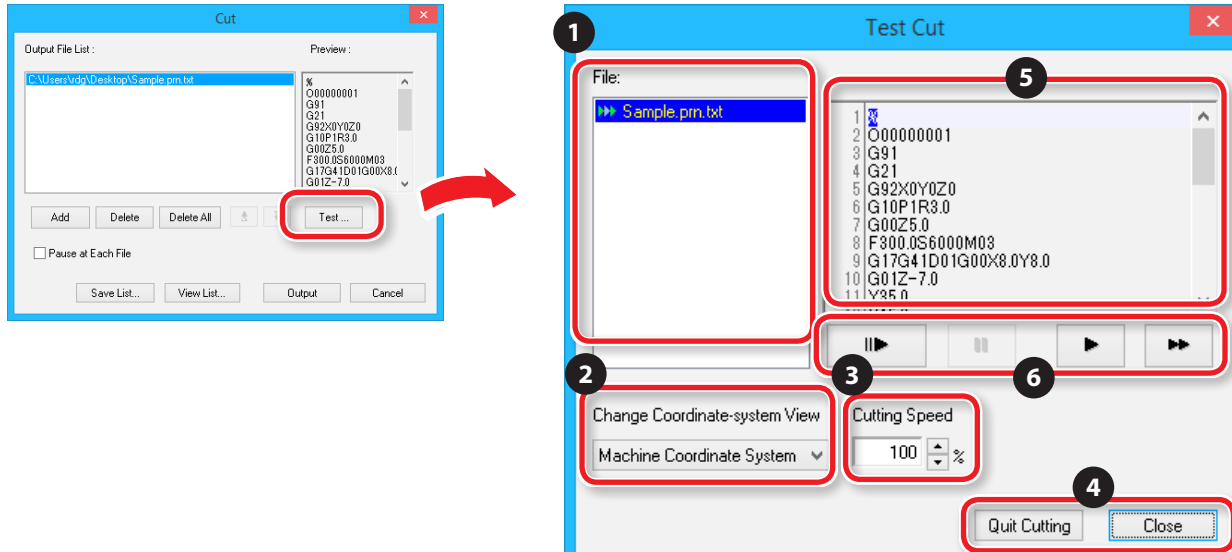 Cut
Output File List :
Preview :
C:\Users\rdg\Desktop\Sample.prn.txt
%
O00000001
G91
G21
G92X0Y0Z0
G10P1R3.0
G00Z5.0
F300.0S6000M03
G17G41D01G00X8.(
G01Z-7.0
Add
Delete
Delete All
Test ...
Pause at Each File
Save List...
View List...
Output
Cancel
Test Cut
1
File:
Sample.prn.txt
5
1 %
2 O00000001
3 G91
4 G21
5 G92X0Y0Z0
6 G10P1R3.0
7 G00Z5.0
8 F300.0S6000M03
9 G17G41D01G00X8.0Y8.0
10 G01Z-7.0
11 Y35.0
6
2
Change Coordinate-system View
Machine Coordinate System
3
Cutting Speed
100 %
4
Quit Cutting
Close